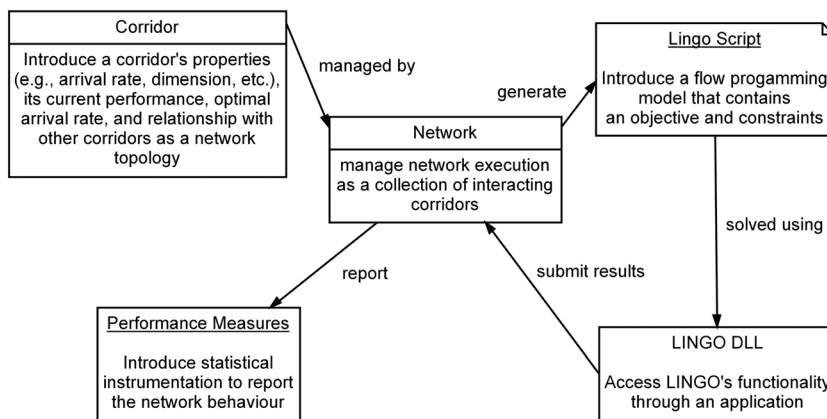 Corridor
Introduce a corridor's properties
(e.g., arrival rate, dimension, etc.),
its current performance, optimal
arrival rate, and relationship with
other corridors as a network
topology
managed by
Network
manage network execution
as a collection of interacting
corridors
generate
Lingo Script
Introduce a flow progamming
model that contains
an objective and constraints
solved using
report
submit results
Performance Measures
Introduce statistical
instrumentation to report
the network behaviour
LINGO DLL
Access LINGO's functionality
through an application